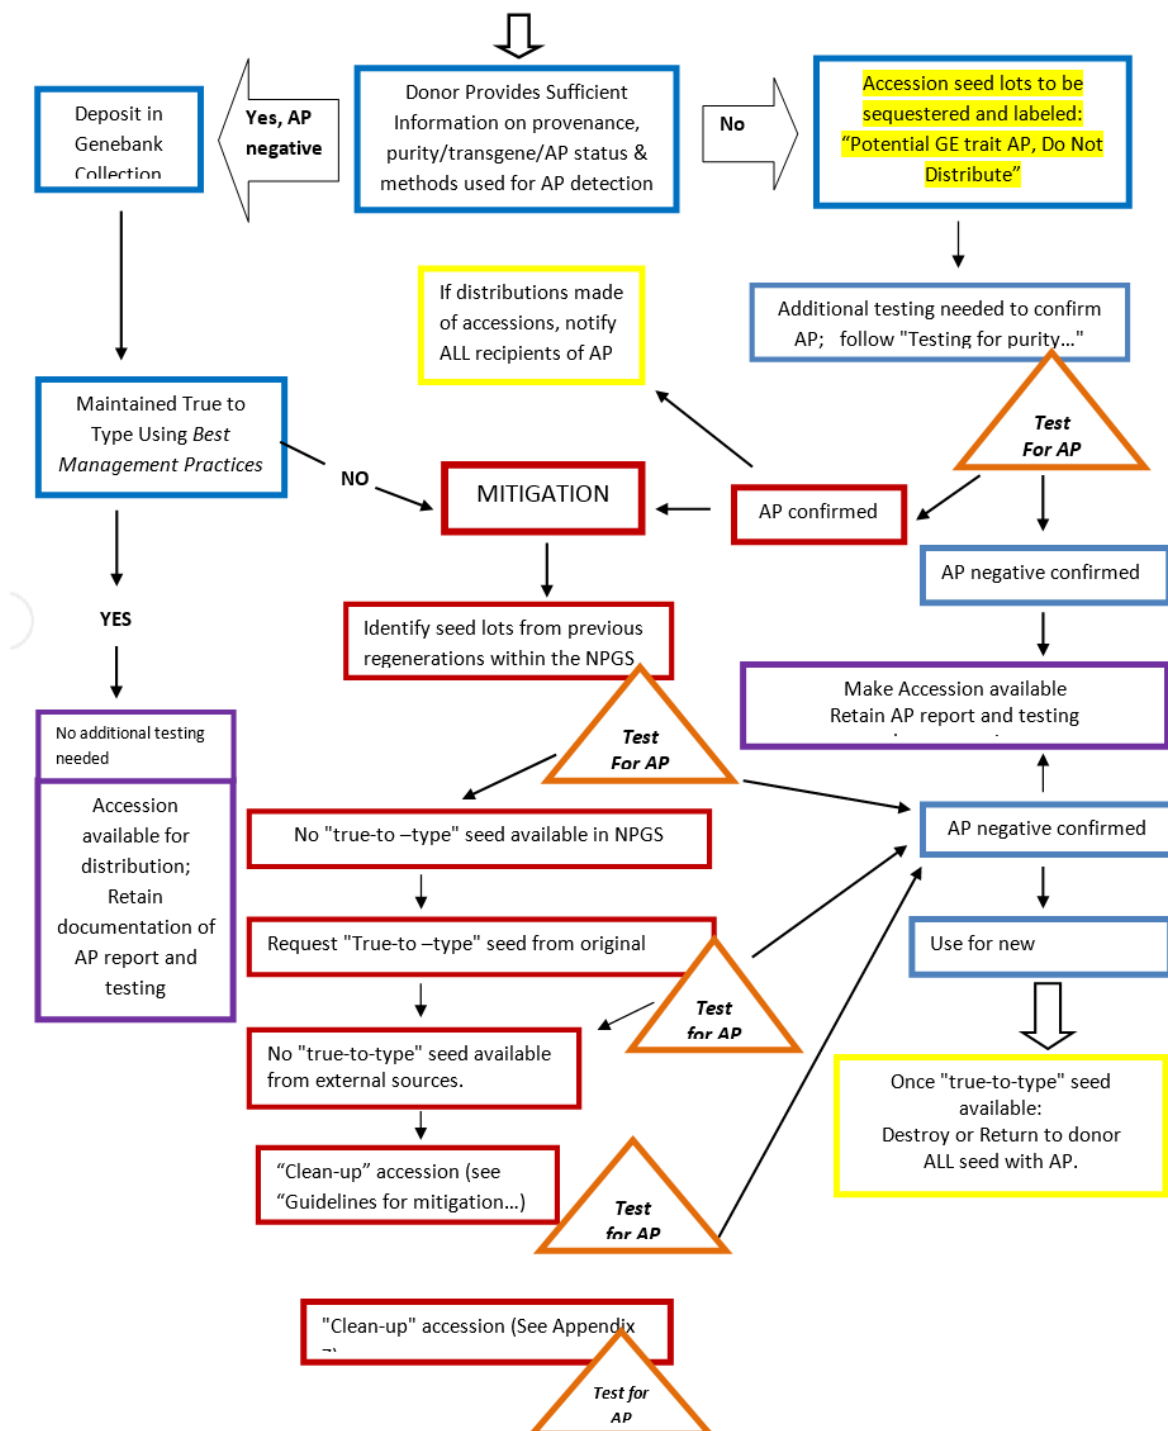 Deposit in
Genebank
Collection
Yes, AP
negative
Donor Provides Sufficient
Information on provenance,
purity/transgene/AP status &
methods used for AP detection
No
Accession seed lots to be
sequestered and labeled:
“Potential GE trait AP, Do Not
Distribute”
If distributions made
of accessions, notify
ALL recipients of AP
Additional testing needed to confirm
AP; follow "Testing for purity…"
Test
For AP
Maintained True to
Type Using Best
Management Practices
NO
MITIGATION
AP confirmed
AP negative confirmed
YES
Identify seed lots from previous
regenerations within the NPGS
Test
For AP
Make Accession available
Retain AP report and testing
No additional testing
needed
Accession
available for
distribution;
Retain
documentation of
AP report and
testing
No "true-to –type" seed available in NPGS
AP negative confirmed
Request "True-to –type" seed from original
Test
for AP
Use for new
No "true-to-type" seed available
from external sources.
Once "true-to-type" seed
available:
Destroy or Return to donor
ALL seed with AP.
“Clean-up” accession (see
“Guidelines for mitigation…)
Test
for AP
"Clean-up" accession (See Appendix
Test for
AP